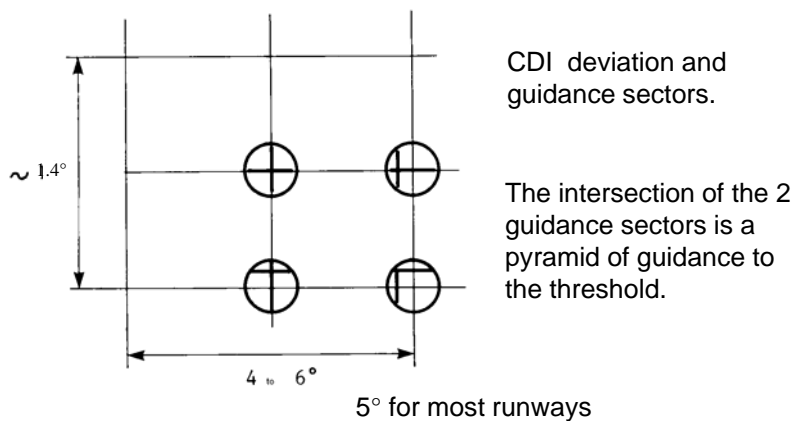 CDI deviation and
guidance sectors.
~ 1.4°
The intersection of the 2
guidance sectors is a
pyramid of guidance to
the threshold.
4 to 6°
5° for most runways